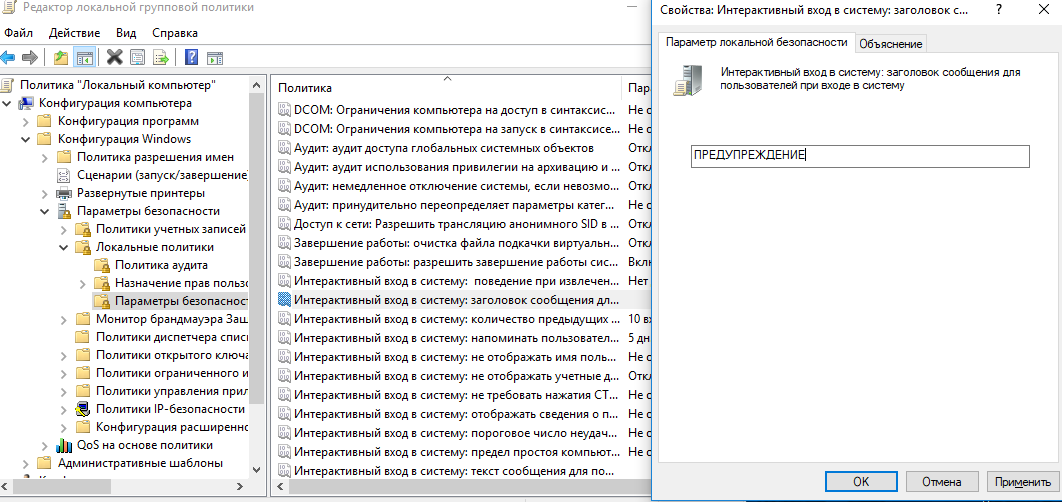 Редактор локальной групповой политики
Файл Действие Вид Справка
Политика "Локальный компьютер"
Конфигурация компьютера
Конфигурация программ
Конфигурация Windows
Политика разрешения имен
Сценарии (запуск/завершение)
Развернутые принтеры
Параметры безопасности
Политики учетных записей
Локальные политики
Политика аудита
Назначение прав пользо
Параметры безопасност
Монитор брандмауэра Защ
Политики диспетчера спис
Политики открытого ключа
Политики ограниченного и
Политики управления прил
Политики IP-безопасности
Конфигурация расширенно
QoS на основе политики
Административные шаблоны
Политика Пара
DCOM: Ограничения компьютера на доступ в синтаксис... Не о
DCOM: Ограничения компьютера на запуск в синтаксисе... Не о
Аудит: аудит доступа глобальных системных объектов Откл
Аудит: аудит использования привилегии на архивацию и ... Откл
Аудит: немедленное отключение системы, если невозмо... Откл
Аудит: принудительно переопределяет параметры катег... Не о
Доступ к сети: Разрешить трансляцию анонимного SID в ... Откл
Завершение работы: очистка файла подкачки виртуальн... Откл
Завершение работы: разрешить завершение работы сис... Вклю
Интерактивный вход в систему:  поведение при извлечен... Нет
Интерактивный вход в систему: заголовок сообщения дл...
Интерактивный вход в систему: количество предыдущих ... 10 вх
Интерактивный вход в систему: напоминать пользовател... 5 дн
Интерактивный вход в систему: не отображать имя поль... Не о
Интерактивный вход в систему: не отображать учетные д... Откл
Интерактивный вход в систему: не требовать нажатия CT... Не о
Интерактивный вход в систему: отображать сведения о п... Не о
Интерактивный вход в систему: пороговое число неудач... Не о
Интерактивный вход в систему: предел простоя компьют... Не о
Интерактивный вход в систему: текст сообщения для по...
Свойства: Интерактивный вход в систему: заголовок с...
Параметр локальной безопасности Объяснение
Интерактивный вход в систему: заголовок сообщения для
пользователей при входе в систему
ПРЕДУПРЕЖДЕНИЕ
OK Отмена Применить